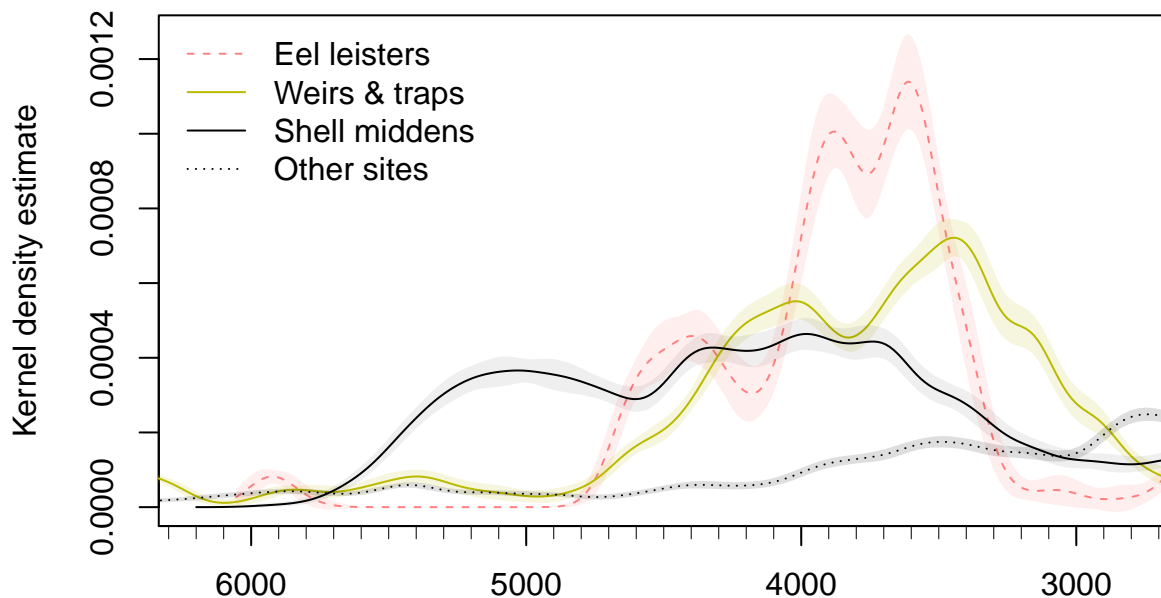 Kernel density estimate
0.0012
0.0008
0.0004
0.0000
Eel leisters
Weirs & traps
Shell middens
Other sites
6000 5000 4000 3000